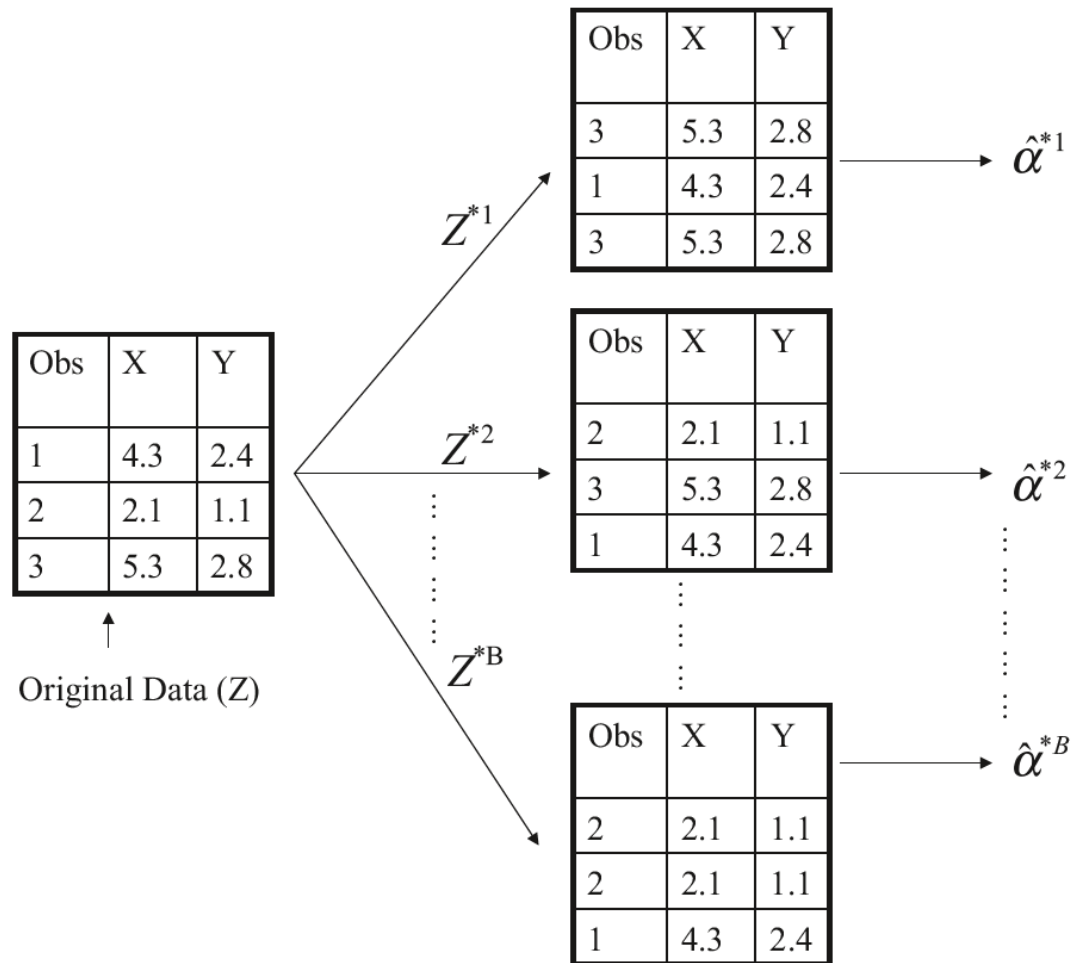 Obs X Y
3 5.3 2.8
1 4.3 2.4
3 5.3 2.8
α̂*1
Z*1
Obs X Y
1 4.3 2.4
2 2.1 1.1
3 5.3 2.8
Original Data (Z)
Z*2
Obs X Y
2 2.1 1.1
3 5.3 2.8
1 4.3 2.4
α̂*2
Z*B
Obs X Y
2 2.1 1.1
2 2.1 1.1
1 4.3 2.4
α̂*B